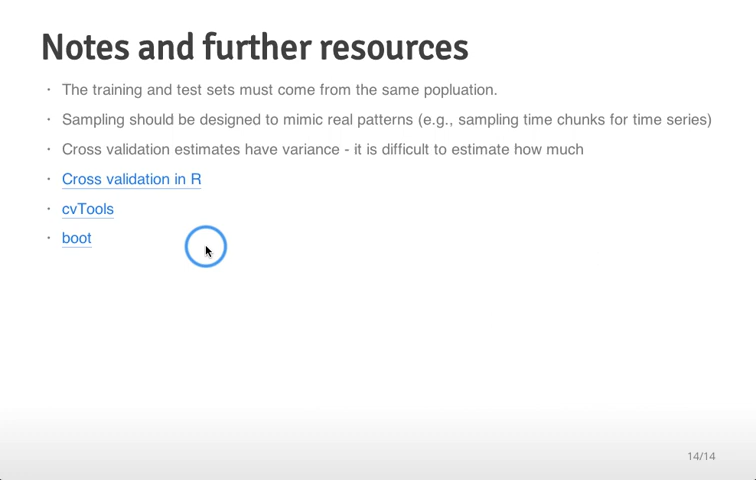 Notes and further resources
· The training and test sets must come from the same popluation.
· Sampling should be designed to mimic real patterns (e.g., sampling time chunks for time series)
· Cross validation estimates have variance - it is difficult to estimate how much
· Cross validation in R
· cvTools
· boot
14/14